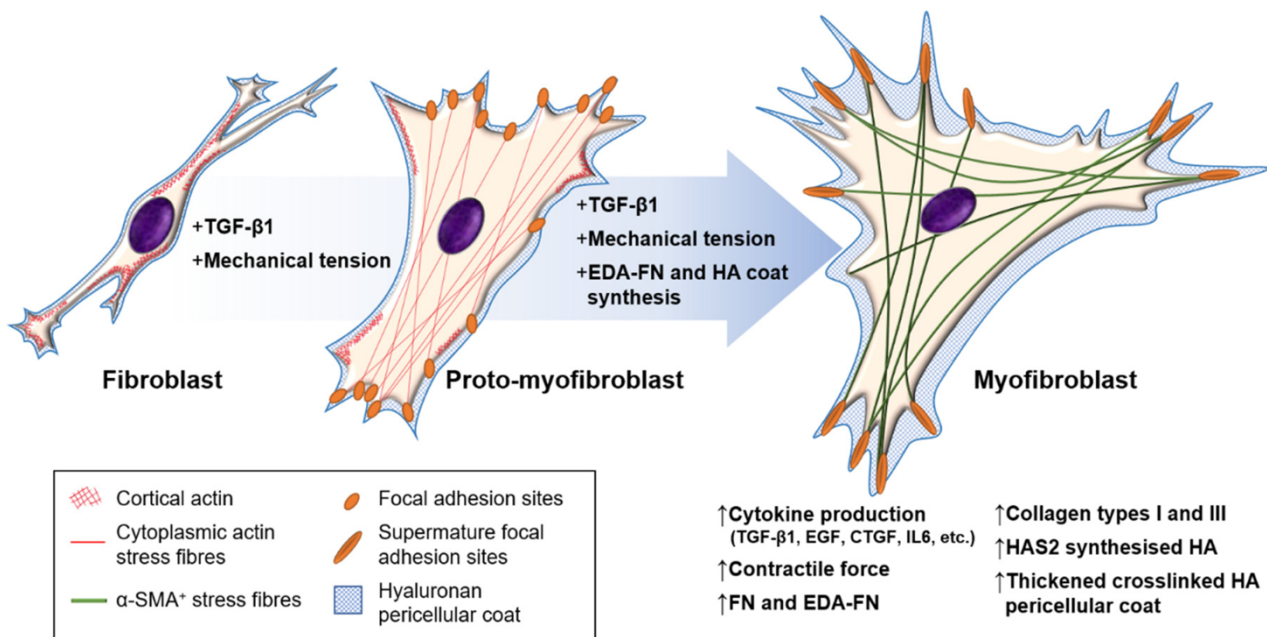 +TGF-β1
+Mechanical tension
+TGF-β1
+Mechanical tension
+EDA-FN and HA coat
synthesis
Fibroblast
Proto-myofibroblast
Myofibroblast
Cortical actin
Cytoplasmic actin
stress fibres
α-SMA⁺ stress fibres
Focal adhesion sites
Supermature focal
adhesion sites
Hyaluronan
pericellular coat
↑Cytokine production
(TGF-β1, EGF, CTGF, IL6, etc.)
↑Contractile force
↑FN and EDA-FN
↑Collagen types I and III
↑HAS2 synthesised HA
↑Thickened crosslinked HA
pericellular coat